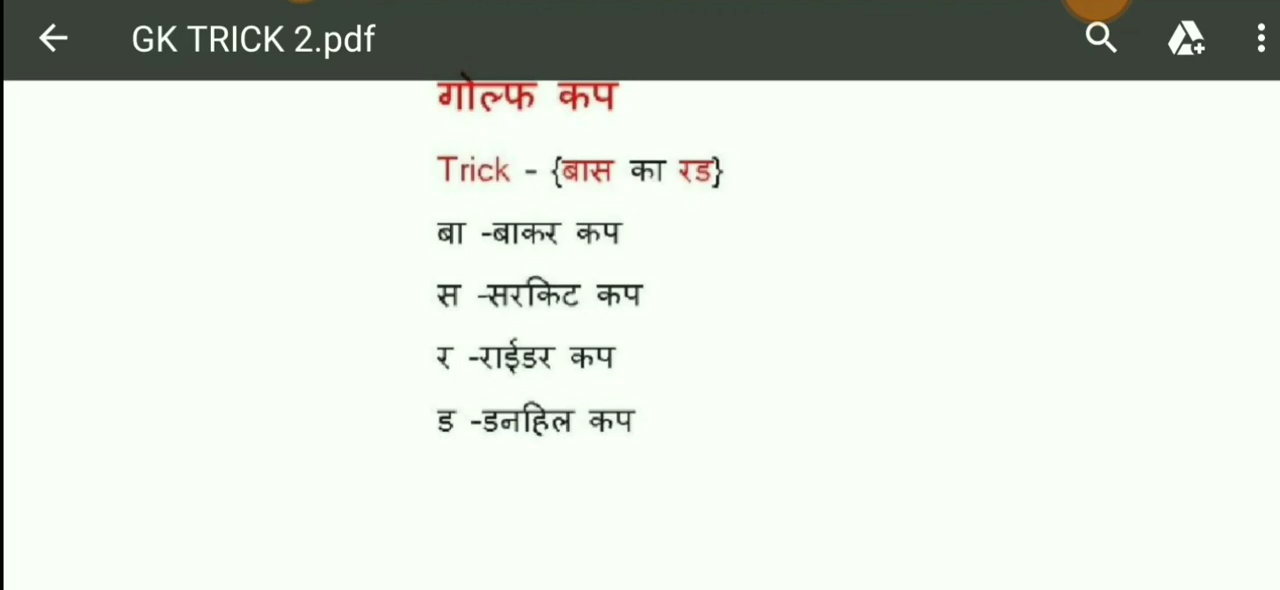 GK TRICK 2.pdf
गोल्फ कप
Trick - {बास का रड}
बा -बाकर कप
स -सरकिट कप
र -राईडर कप
ड -डनहिल कप